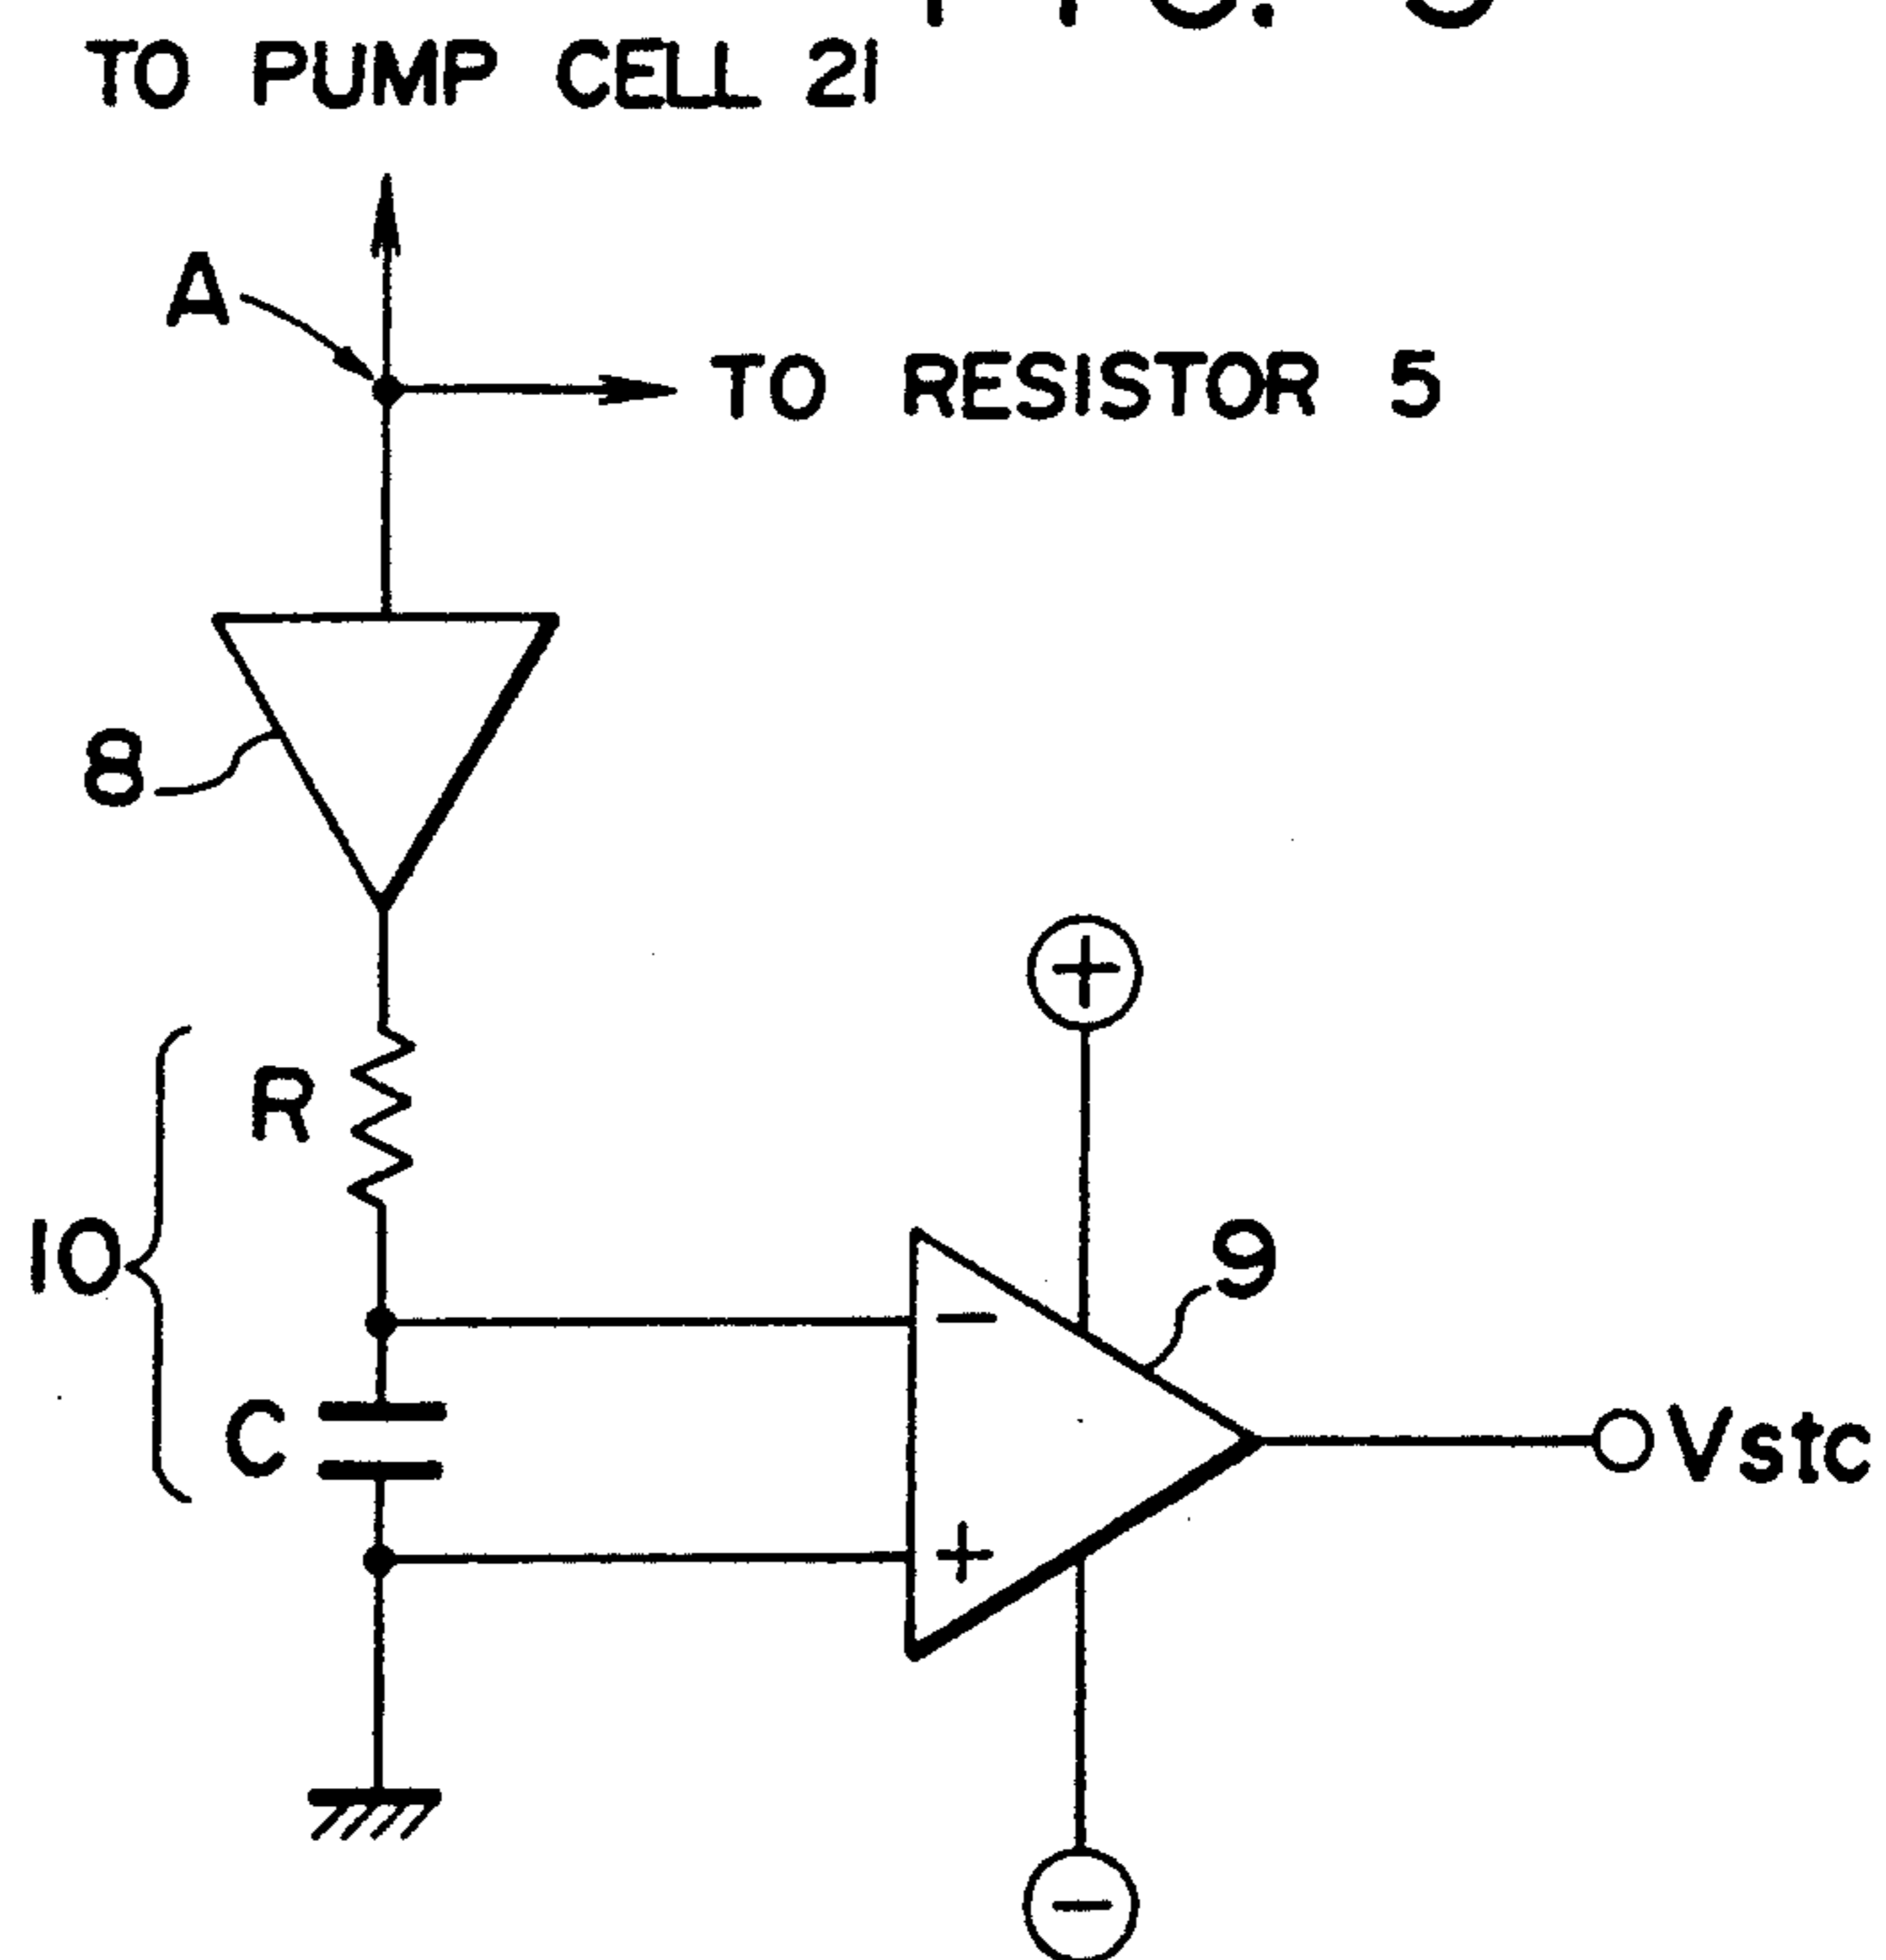 TO PUMP CELL 21
A
TO RESISTOR 5
8
+
R
10
9
−
C
Vstc
+
−